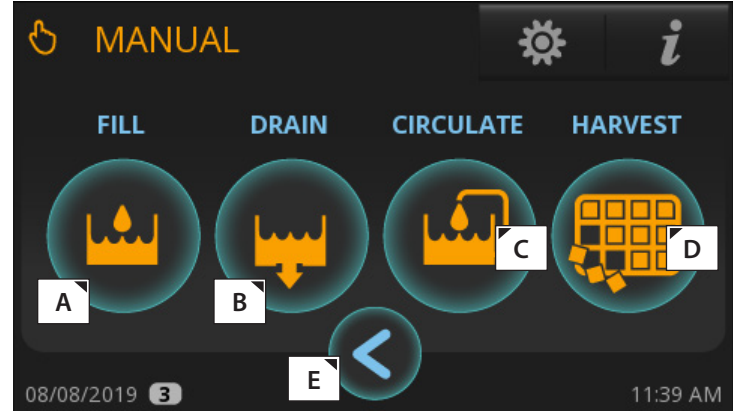 MANUAL i
FILL DRAIN CIRCULATE HARVEST
A B C D
E
08/08/2019 3 11:39 AM